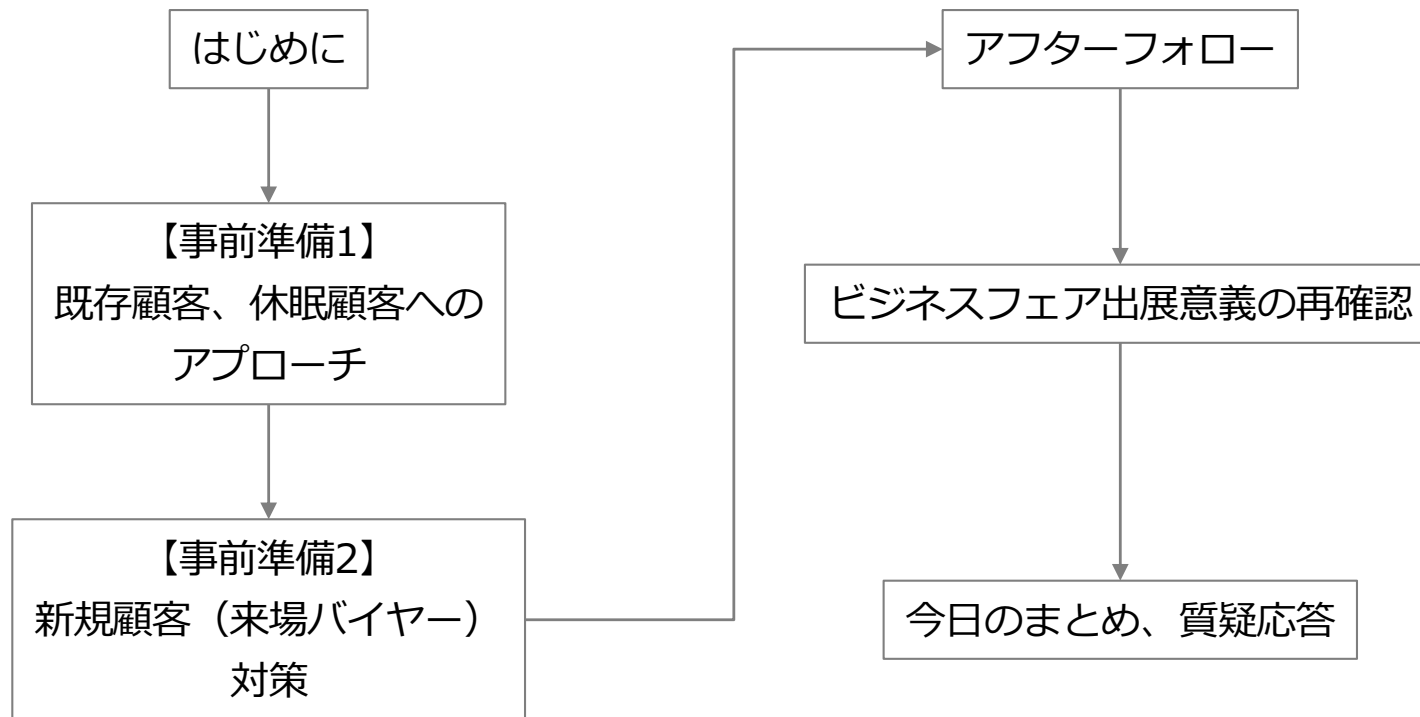 はじめに
【事前準備1】
既存顧客、休眠顧客への
アプローチ
【事前準備2】
新規顧客（来場バイヤー）
対策
アフターフォロー
ビジネスフェア出展意義の再確認
今日のまとめ、質疑応答